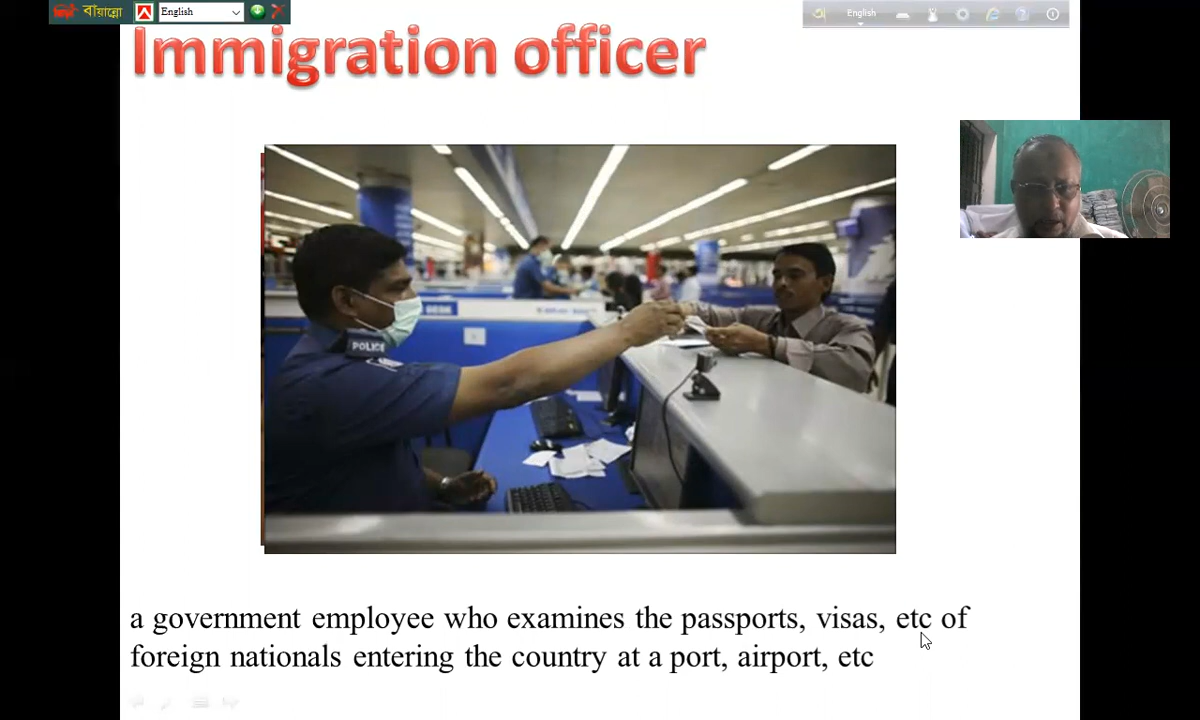 বায়ান্নো
English
English
Immigration officer
POLICE
a government employee who examines the passports, visas, etc of
foreign nationals entering the country at a port, airport, etc